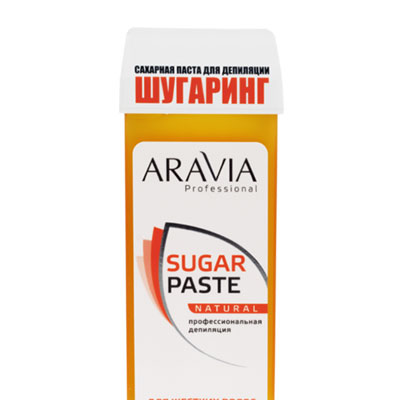 САХАРНАЯ ПАСТА ДЛЯ ДЕПИЛЯЦИИ
ШУГАРИНГ
ARAVIA
Professional
SUGAR
PASTE
NATURAL
профессиональная
депиляция